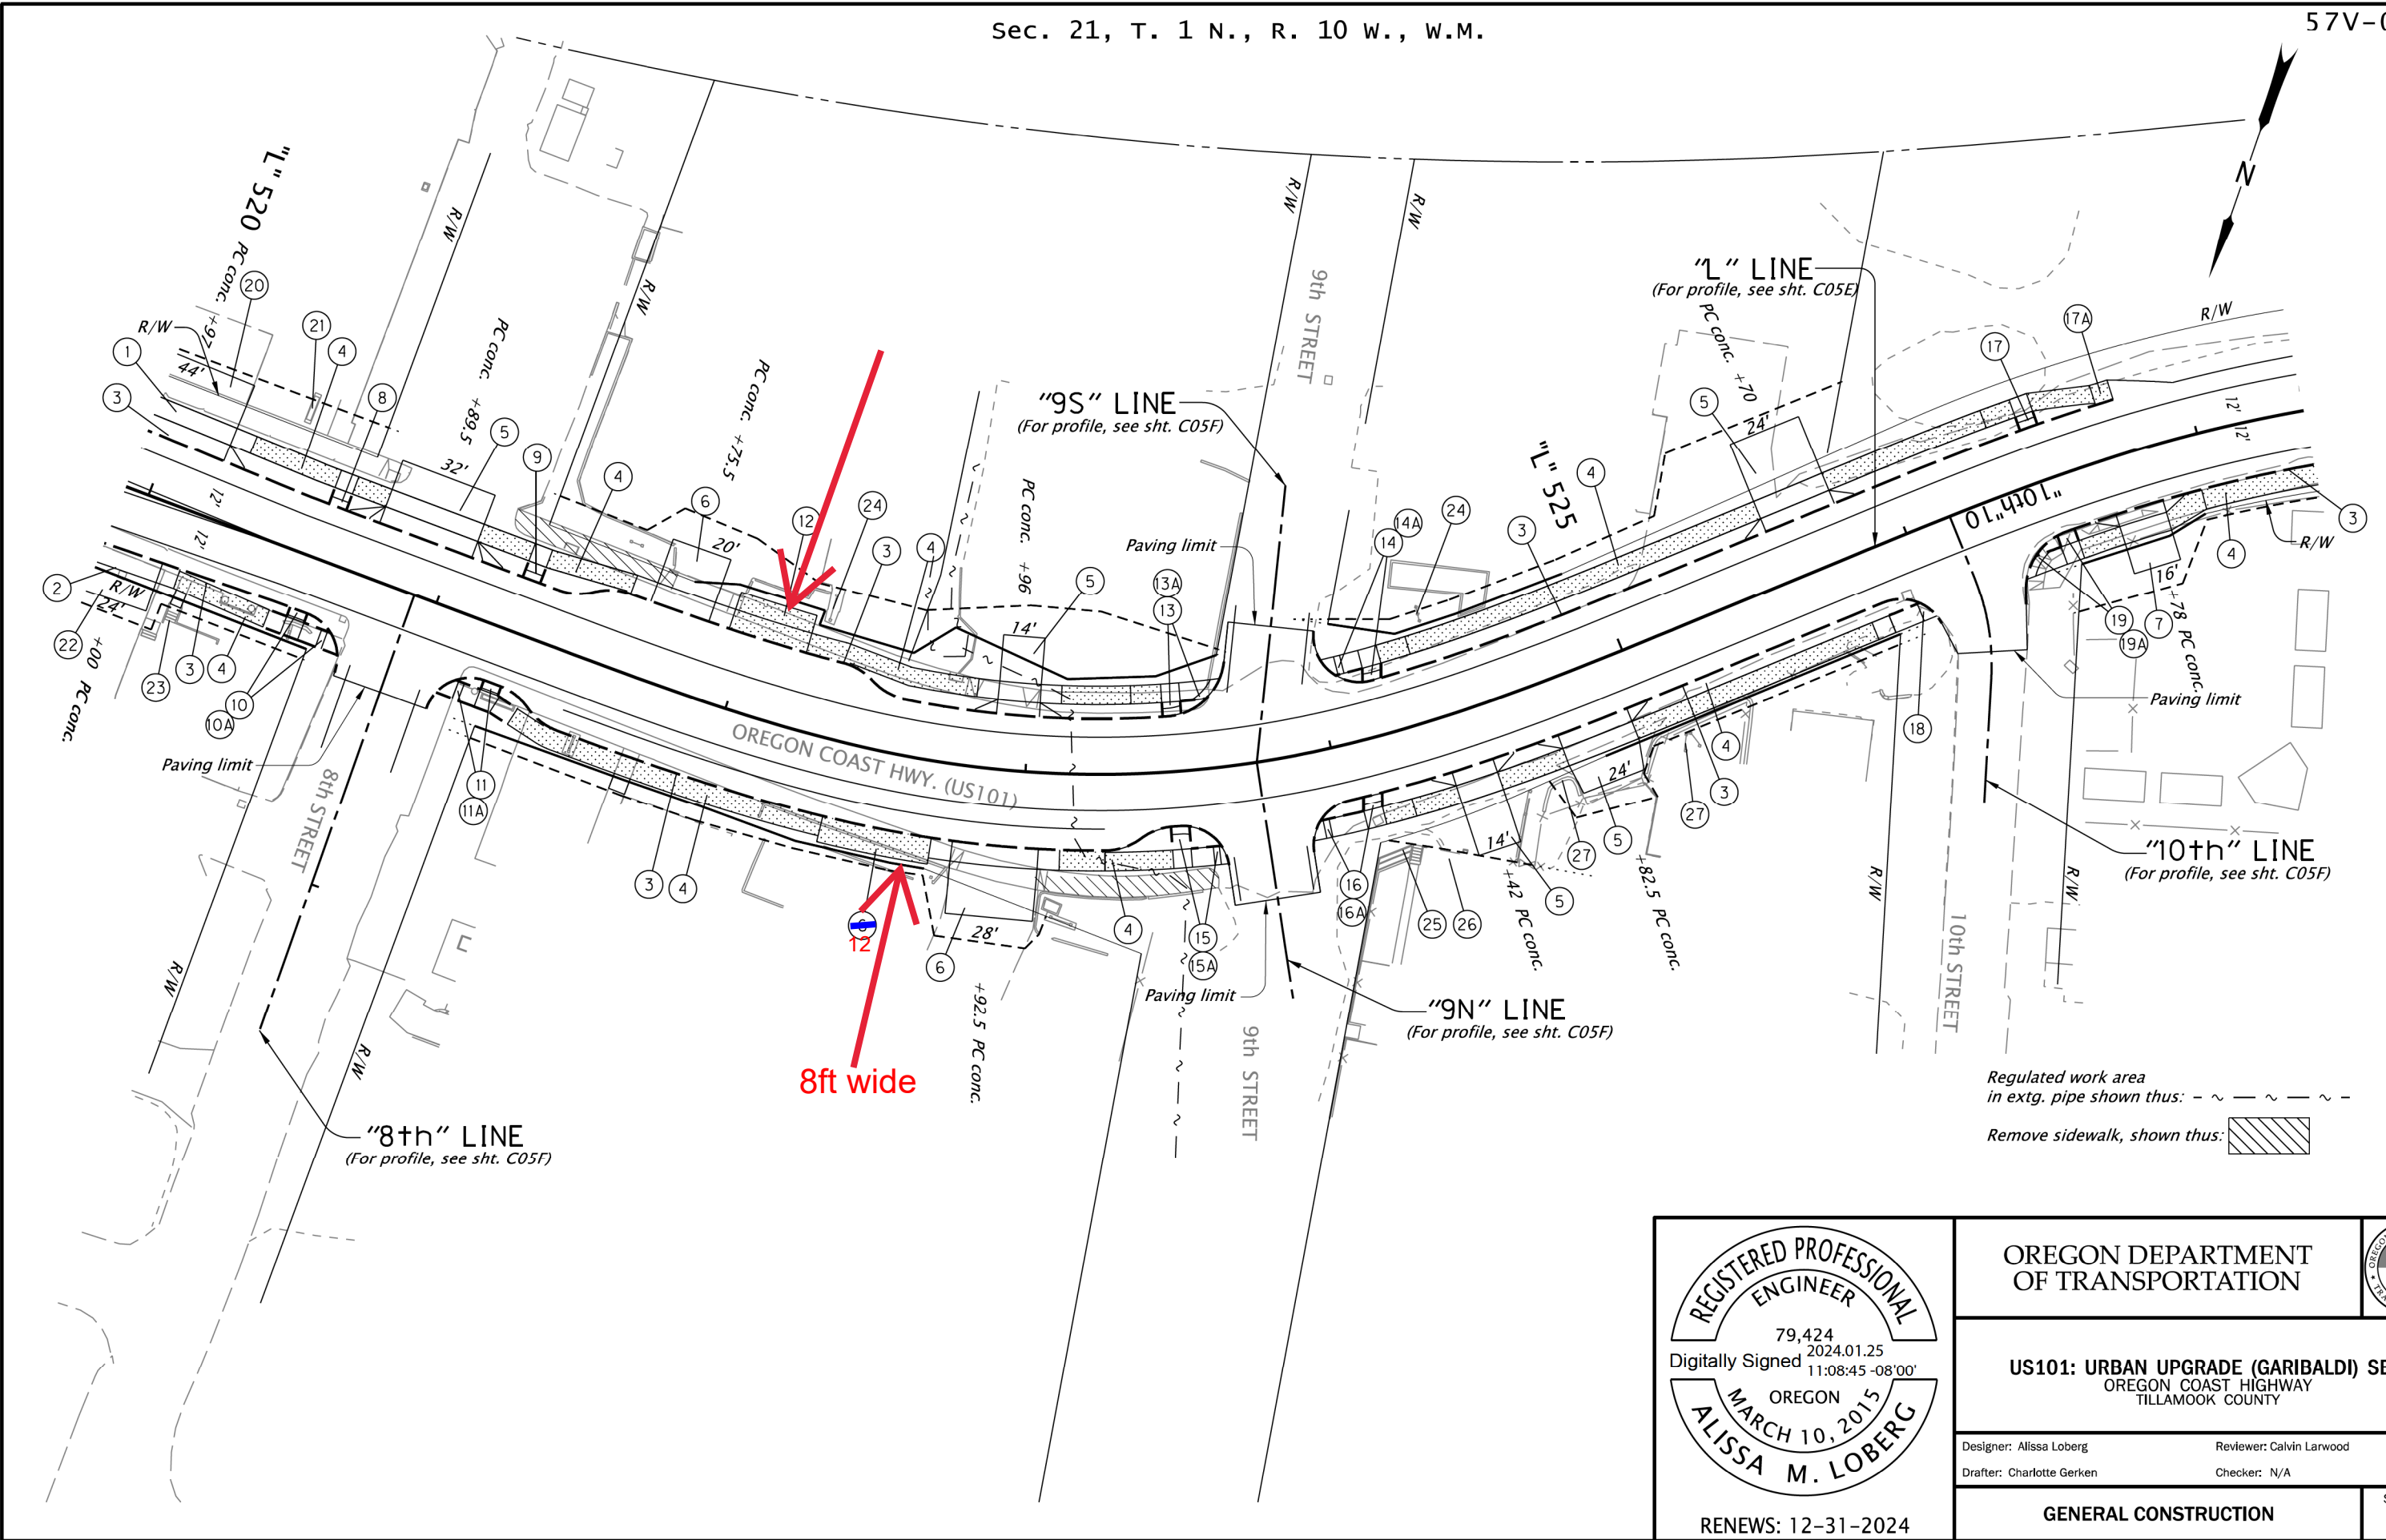 Sec. 21, T. 1 N., R. 10 W., W.M.
57V-0
N
"L" 520
PC conc. +97
R/W
44'
20
21
4
1
3
8
PC conc. +89.5
5
32'
9
R/W
R/W
4
PC conc. +75.5
6
20'
12
24
3
4
PC conc. +96
14'
5
"9S" LINE
(For profile, see sht. C05F)
Paving limit
13A
13
R/W
R/W
9th STREET
14
14A
24
3
"L" 525
4
"L" LINE
(For profile, see sht. C05E)
PC conc. +70
5
24'
17
17A
R/W
12'
12'
"10th" 10
3
R/W
4
16'
+78 PC conc.
7
19
19A
Paving limit
12'
12'
2
R/W
24'
22
+00 PC conc.
23
3
4
10
10A
Paving limit
8th STREET
11
11A
R/W
R/W
OREGON COAST HWY. (US101)
3
4
12
8ft wide
6
28'
+92.5 PC conc.
4
15
15A
Paving limit
9th STREET
"9N" LINE
(For profile, see sht. C05F)
16
16A
25
26
14'
+42 PC conc.
5
27
24'
5
+82.5 PC conc.
27
3
4
18
R/W
R/W
10th STREET
"10th" LINE
(For profile, see sht. C05F)
"8th" LINE
(For profile, see sht. C05F)
Regulated work area
in extg. pipe shown thus:
Remove sidewalk, shown thus:
REGISTERED PROFESSIONAL
ENGINEER
79,424
Digitally Signed 2024.01.25
11:08:45 -08'00'
OREGON
MARCH 10, 2015
ALISSA M. LOBERG
RENEWS: 12-31-2024
OREGON DEPARTMENT
OF TRANSPORTATION
US101: URBAN UPGRADE (GARIBALDI) SE
OREGON COAST HIGHWAY
TILLAMOOK COUNTY
Designer: Alissa Loberg
Reviewer: Calvin Larwood
Drafter: Charlotte Gerken
Checker: N/A
GENERAL CONSTRUCTION